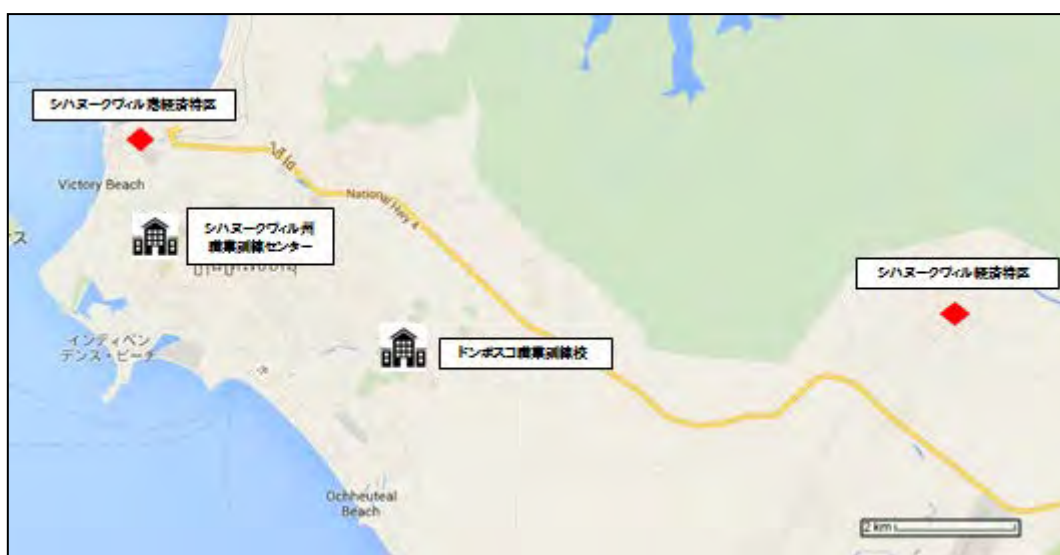 シハヌークヴィル港経済特区
Victory Beach
National Hwy 4
シハヌークヴィル州
職業訓練センター
ス
シハヌークヴィル経済特区
インディペン
デンス・ビーチ
ドンボスコ職業訓練校
Ochheuteal
Beach
2 km